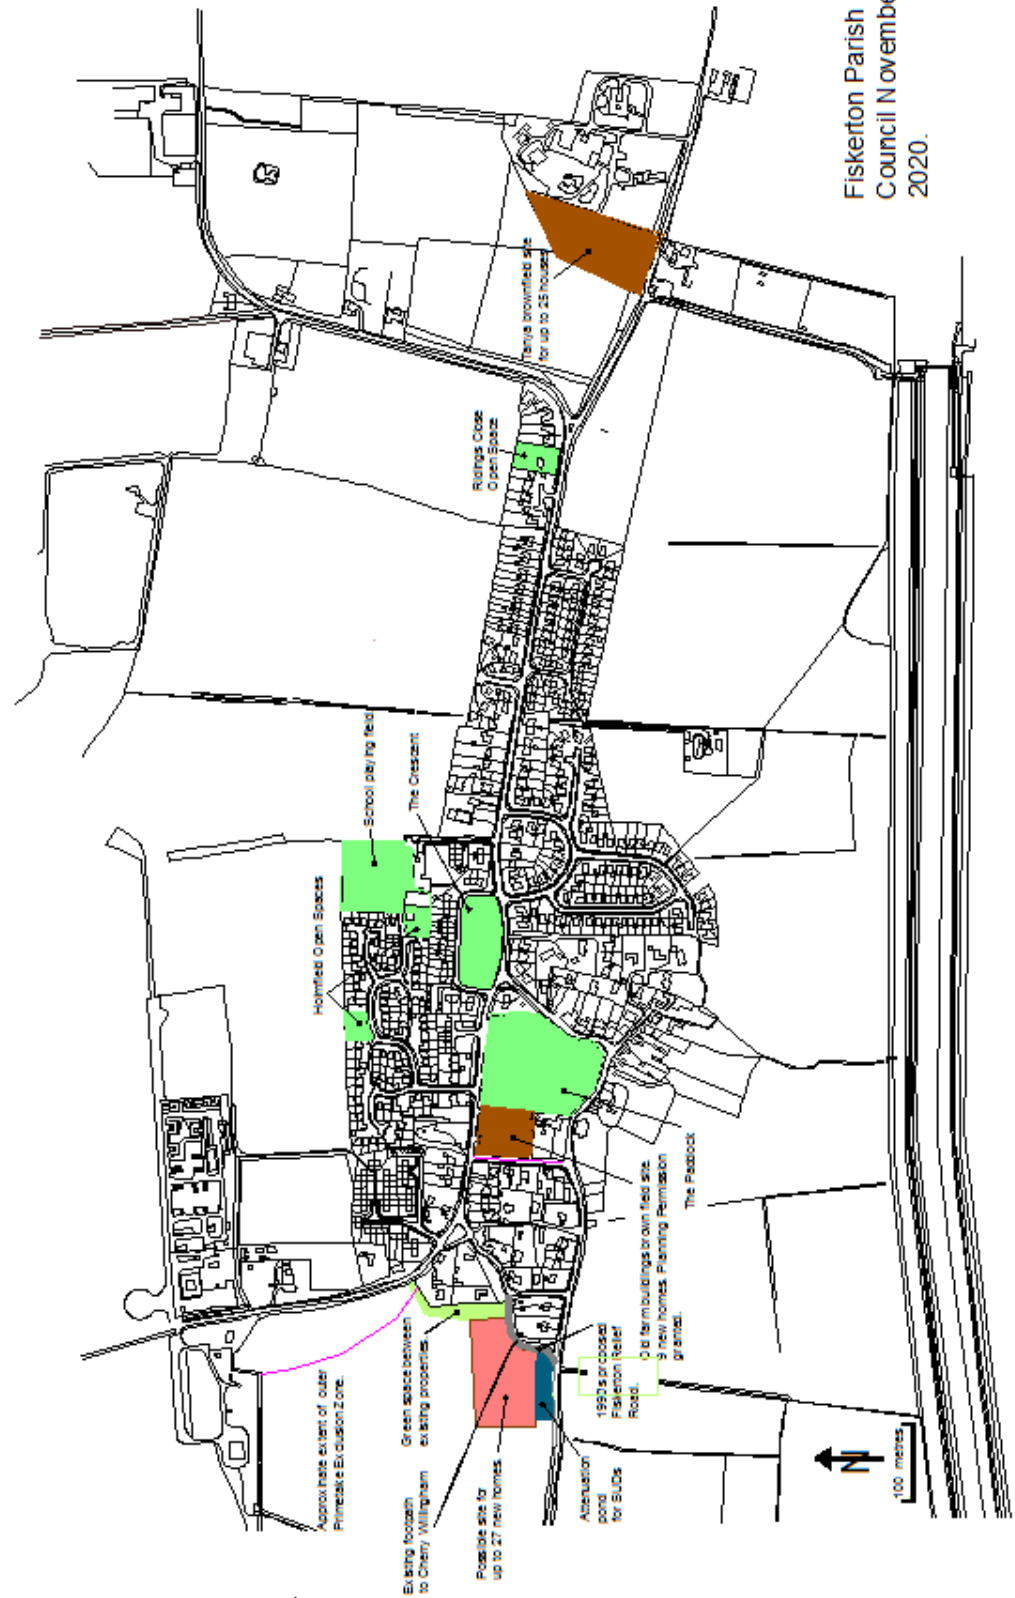 Fiskerton Parish
Council Novembe
2020.
Tanya brownfield site
for up to 25 houses
Ridings Close
Open Space
School playing field
The Crescent
Holmfield Open Spaces
The Paddock
Old farm buildings brown field site.
9 new homes. Planning Permission
granted.
1990's proposed
Fiskerton Relief
Road.
Green space between
existing properties.
Approximate extent of outer
Primetake Exclusion Zone.
Existing footpath
to Cherry Willingham
Possible site for
up to 27 new homes.
Attenuation
pond
for SUDs
N
100 metres